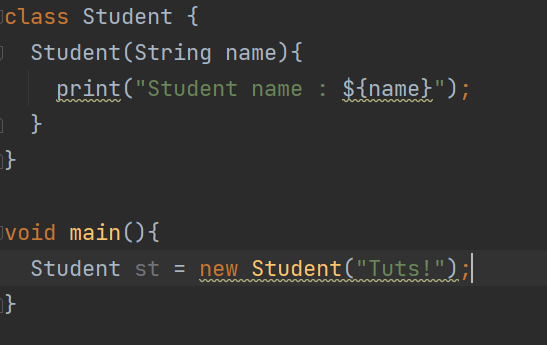 class Student {
  Student(String name){
    print("Student name : ${name}");
  }
}

void main(){
  Student st = new Student("Tuts!");
}